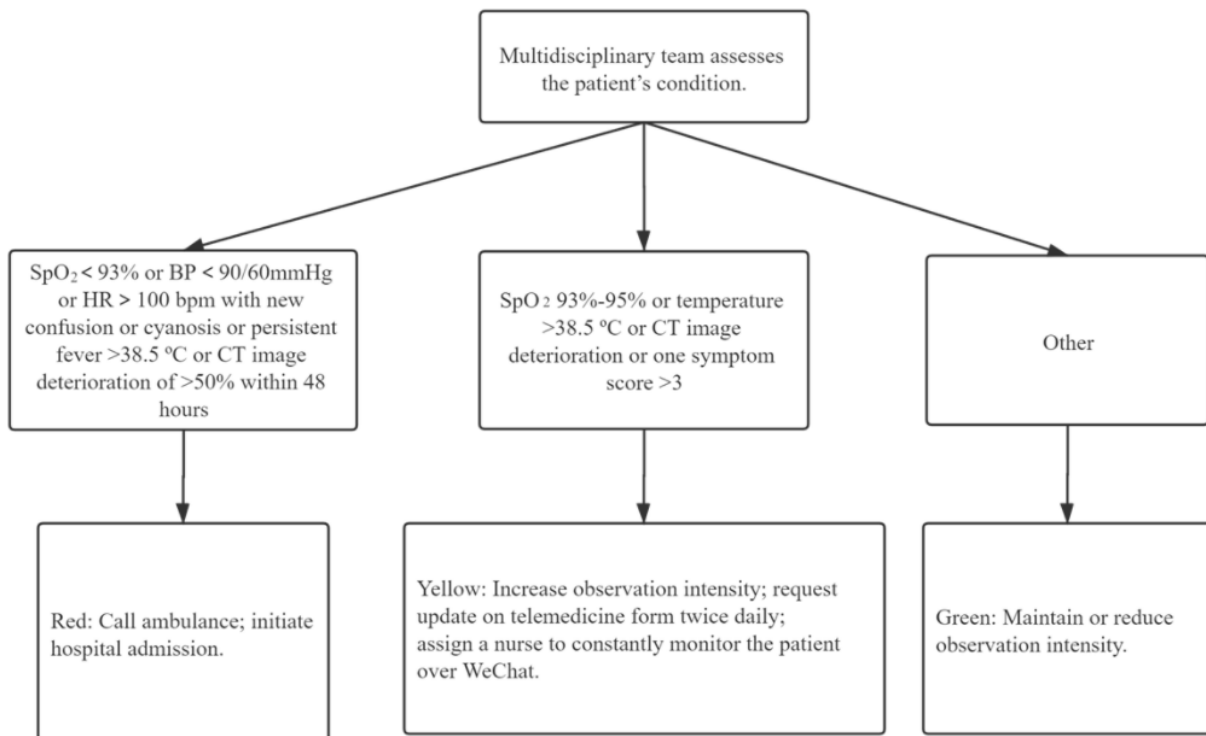 Multidisciplinary team assesses
the patient’s condition.
SpO₂ < 93% or BP < 90/60mmHg
or HR > 100 bpm with new
confusion or cyanosis or persistent
fever >38.5 ºC or CT image
deterioration of >50% within 48
hours
SpO₂ 93%-95% or temperature
>38.5 ºC or CT image
deterioration or one symptom
score >3
Other
Red: Call ambulance; initiate
hospital admission.
Yellow: Increase observation intensity; request
update on telemedicine form twice daily;
assign a nurse to constantly monitor the patient
over WeChat.
Green: Maintain or reduce
observation intensity.